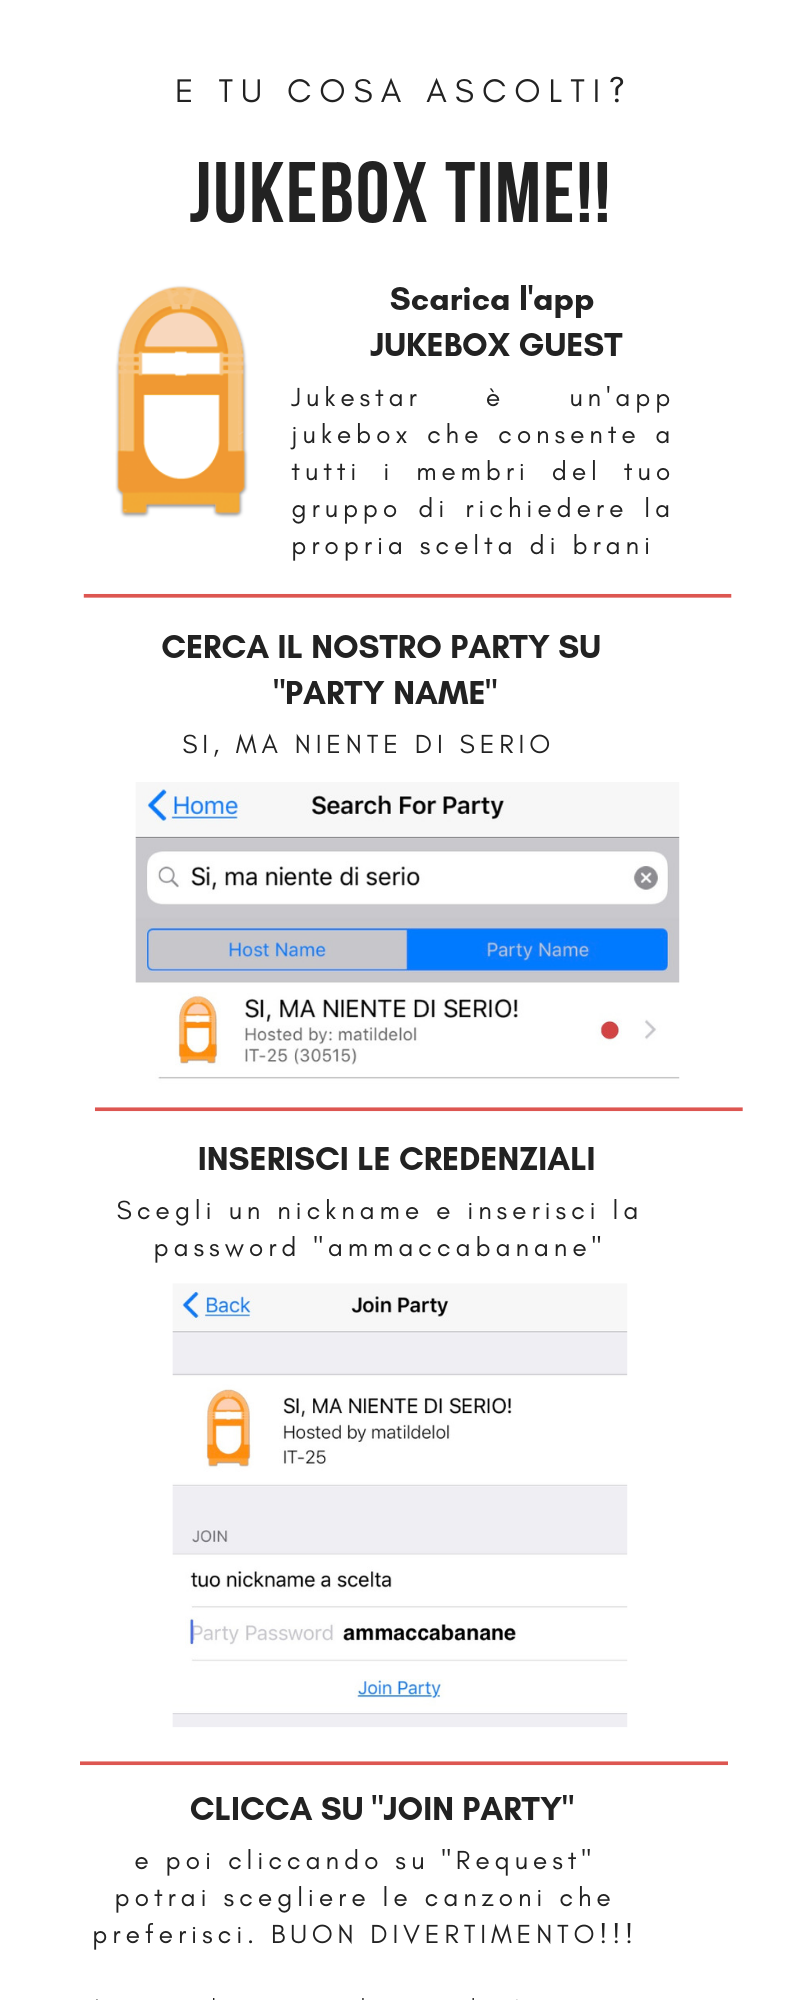 E TU COSA ASCOLTI?
JUKEBOX TIME!!
Scarica l'app
JUKEBOX GUEST
Jukestar è un'app
jukebox che consente a
tutti i membri del tuo
gruppo di richiedere la
propria scelta di brani
CERCA IL NOSTRO PARTY SU
"PARTY NAME"
SI, MA NIENTE DI SERIO
Home Search For Party
Si, ma niente di serio
Host Name Party Name
SI, MA NIENTE DI SERIO!
Hosted by: matildelol
IT-25 (30515)
INSERISCI LE CREDENZIALI
Scegli un nickname e inserisci la
password "ammaccabanane"
Back Join Party
SI, MA NIENTE DI SERIO!
Hosted by matildelol
IT-25
JOIN
tuo nickname a scelta
Party Password ammaccabanane
Join Party
CLICCA SU "JOIN PARTY"
e poi cliccando su "Request"
potrai scegliere le canzoni che
preferisci. BUON DIVERTIMENTO!!!